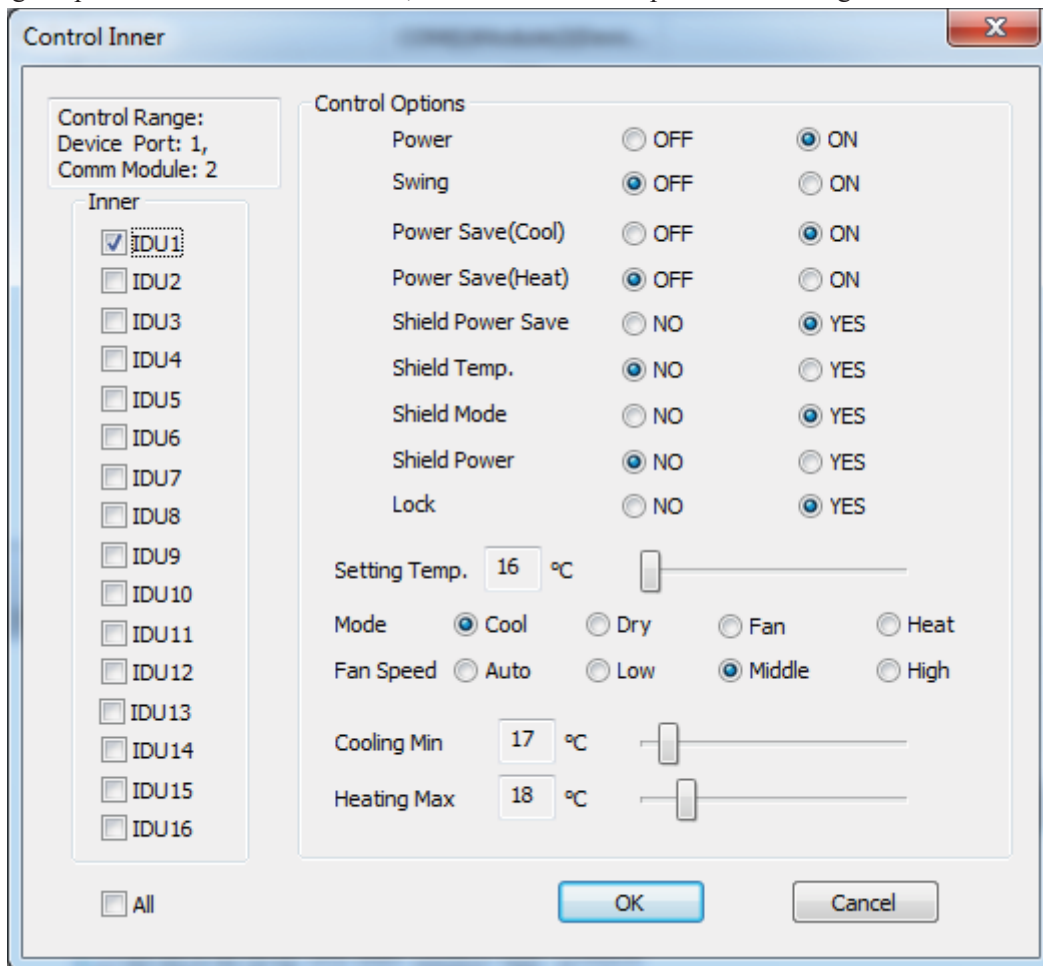 Control Inner
Control Range:
Device Port: 1,
Comm Module: 2
Inner
IDU1
IDU2
IDU3
IDU4
IDU5
IDU6
IDU7
IDU8
IDU9
IDU10
IDU11
IDU12
IDU13
IDU14
IDU15
IDU16
All
Control Options
Power OFF ON
Swing OFF ON
Power Save(Cool) OFF ON
Power Save(Heat) OFF ON
Shield Power Save NO YES
Shield Temp. NO YES
Shield Mode NO YES
Shield Power NO YES
Lock NO YES
Setting Temp. 16 ºC
Mode Cool Dry Fan Heat
Fan Speed Auto Low Middle High
Cooling Min 17 ºC
Heating Max 18 ºC
OK Cancel